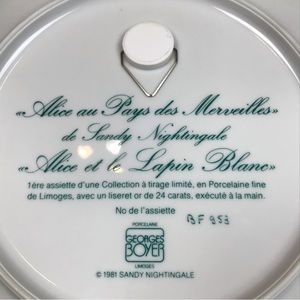 «Alice au Pays des Merveilles»
de Sandy Nightingale
«Alice et le Lapin Blanc»
1ère assiette d'une Collection à tirage limité, en Porcelaine fine
de Limoges, avec un liseret or de 24 carats, exécuté à la main.
No de l'assiette BF 953
PORCELAINE
GEORGES
BOYER
LIMOGES
© 1981 SANDY NIGHTINGALE